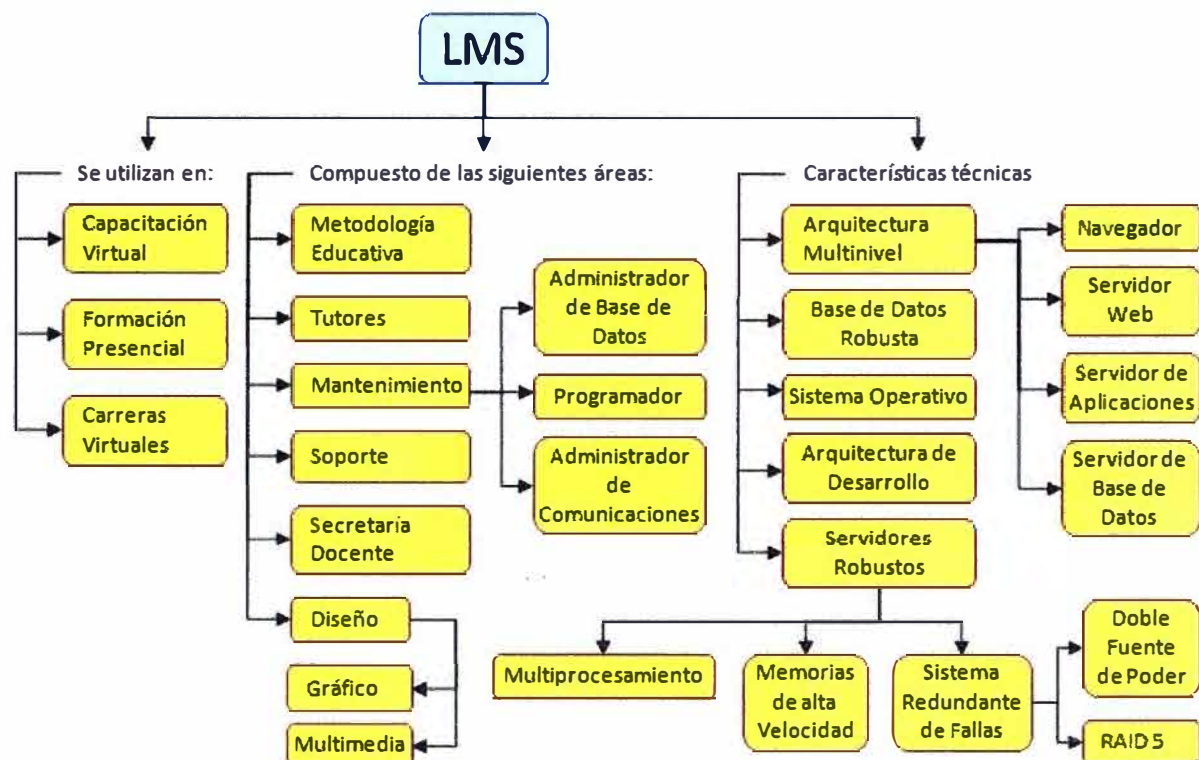 LMS
Se utilizan en:
Capacitación
Virtual
Formación
Presencial
Carreras
Virtuales
Compuesto de las siguientes áreas:
Metodología
Educativa
Tutores
Mantenimiento
Soporte
Secretaría
Docente
Diseño
Gráfico
Multimedia
Administrador
de Base de
Datos
Programador
Administrador
de
Comunicaciones
Características técnicas
Arquitectura
Multinivel
Base de Datos
Robusta
Sistema Operativo
Arquitectura de
Desarrollo
Servidores
Robustos
Navegador
Servidor
Web
Servidor de
Aplicaciones
Servidor de
Base de
Datos
Multiprocesamiento
Memorias
de alta
Velocidad
Sistema
Redundante
de Fallas
Doble
Fuente
de Poder
RAID 5